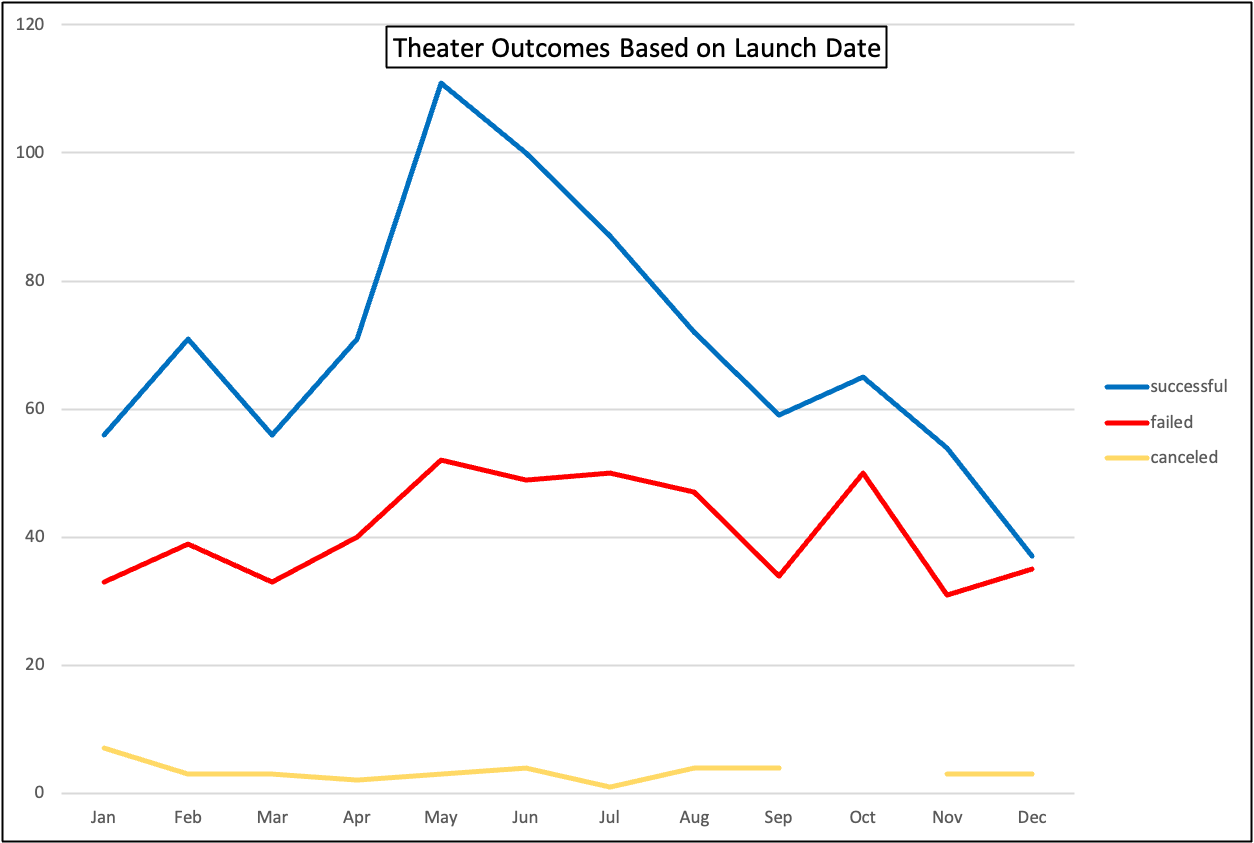 Theater Outcomes Based on Launch Date
120
100
80
60
40
20
0
Jan Feb Mar Apr May Jun Jul Aug Sep Oct Nov Dec
successful
failed
canceled